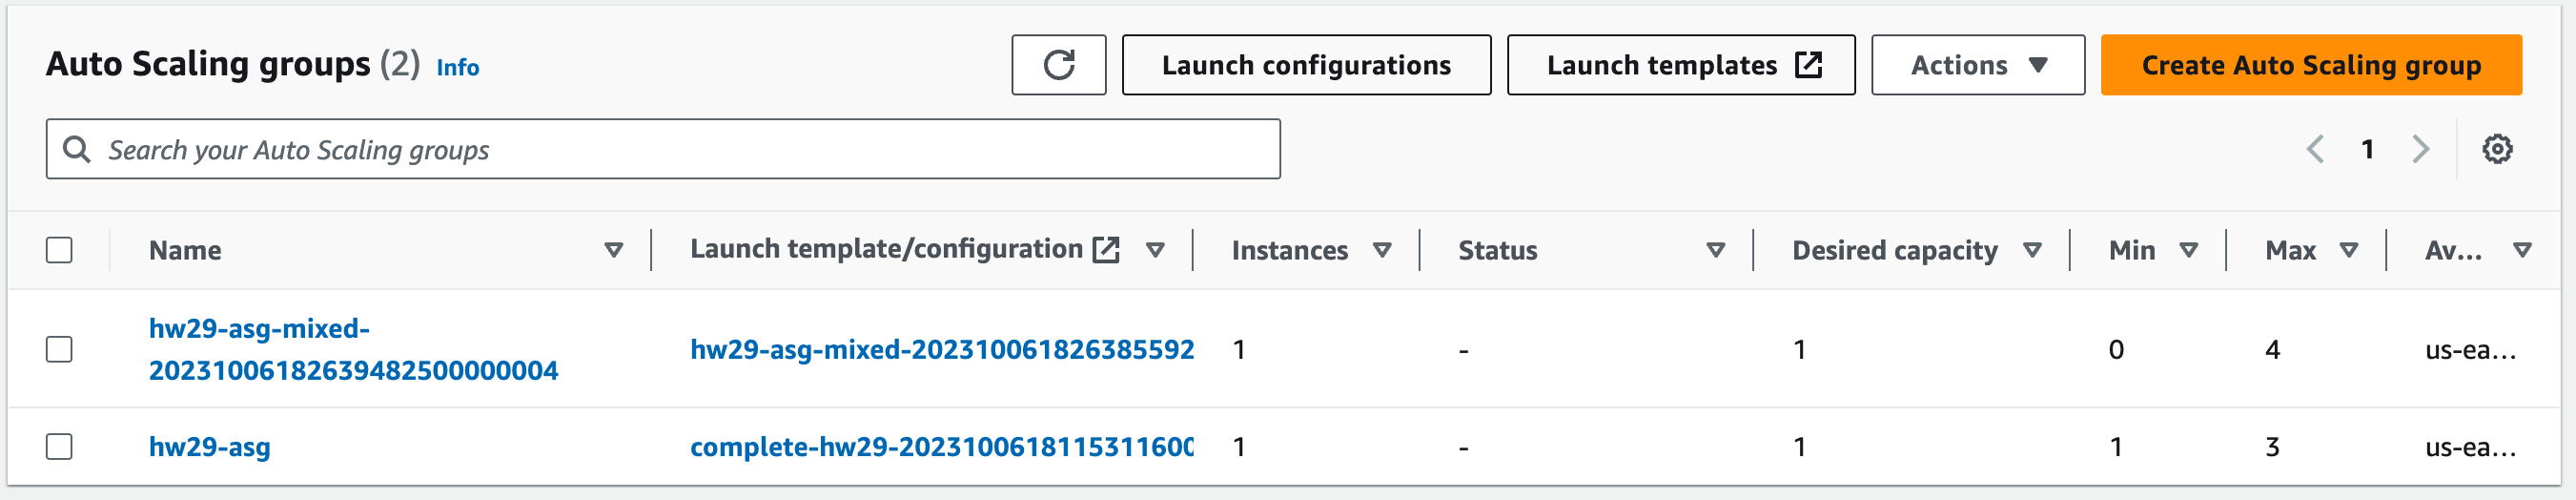 Auto Scaling groups (2) Info
Launch configurations
Launch templates
Actions
Create Auto Scaling group
Search your Auto Scaling groups
1
Name Launch template/configuration Instances Status Desired capacity Min Max Av...
hw29-asg-mixed-
20231006182639482500000004
hw29-asg-mixed-202310061826385592 1 - 1 0 4 us-ea...
hw29-asg complete-hw29-2023100618115311600 1 - 1 1 3 us-ea...